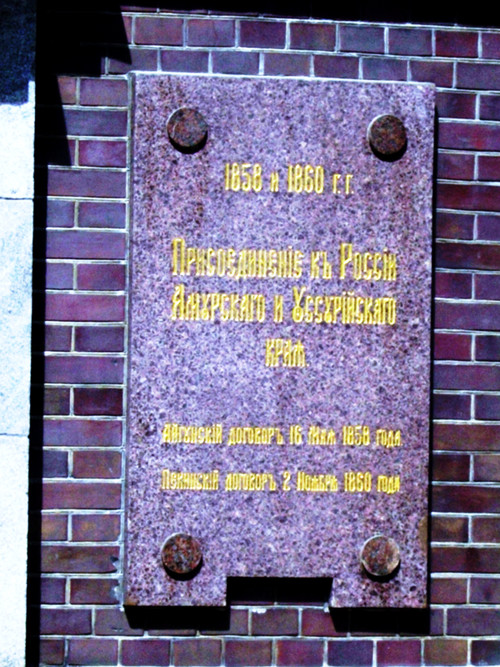 1858 и 1860 г.г.
Присоединенiе къ Россiи
Амурскаго и Уссурiйскаго
края.
Айгунскiй договоръ 16 Мая 1858 года
Пекинскiй договоръ 2 Ноября 1860 года